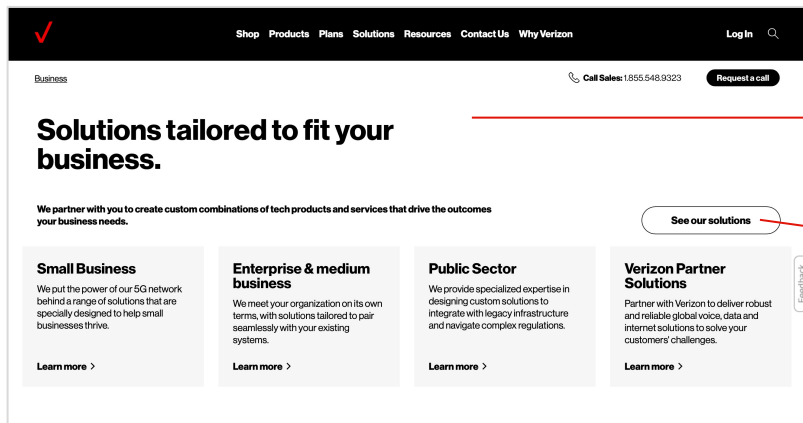 Shop Products Plans Solutions Resources Contact Us Why Verizon Log In
Business Call Sales: 1.855.548.9323 Request a call
Solutions tailored to fit your
business.
We partner with you to create custom combinations of tech products and services that drive the outcomes
your business needs.
See our solutions
Small Business
We put the power of our 5G network
behind a range of solutions that are
specially designed to help small
businesses thrive.
Learn more >
Enterprise & medium
business
We meet your organization on its own
terms, with solutions tailored to pair
seamlessly with your existing
systems.
Learn more >
Public Sector
We provide specialized expertise in
designing custom solutions to
integrate with legacy infrastructure
and navigate complex regulations.
Learn more >
Verizon Partner
Solutions
Partner with Verizon to deliver robust
and reliable global voice, data and
internet solutions to solve your
customers' challenges.
Learn more >
Feedback